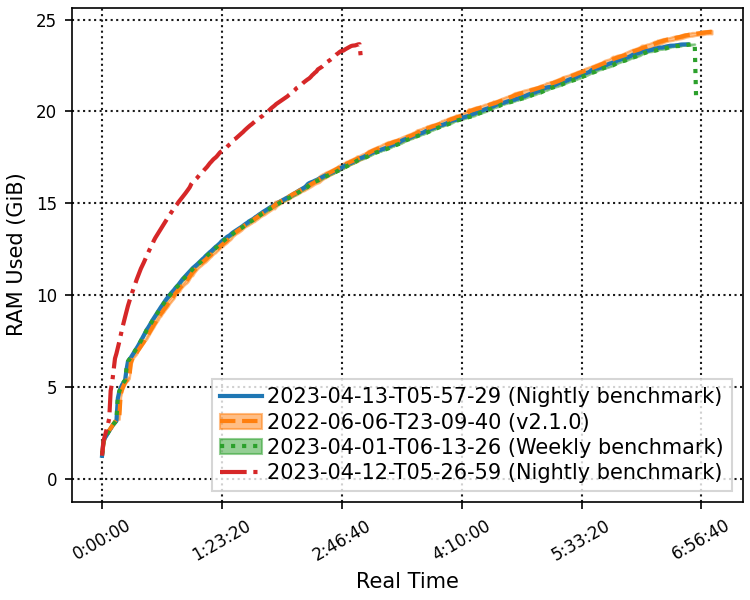 25
20
15
10
5
0
RAM Used (GiB)
2023-04-13-T05-57-29 (Nightly benchmark)
2022-06-06-T23-09-40 (v2.1.0)
2023-04-01-T06-13-26 (Weekly benchmark)
2023-04-12-T05-26-59 (Nightly benchmark)
0:00:00
1:23:20
2:46:40
4:10:00
5:33:20
6:56:40
Real Time